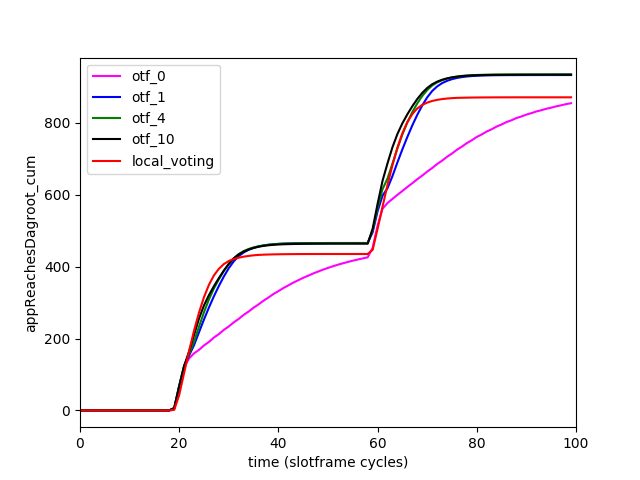 otf_0
otf_1
otf_4
otf_10
local_voting
appReachesDagroot_cum
800
600
400
200
0
0 20 40 60 80 100
time (slotframe cycles)